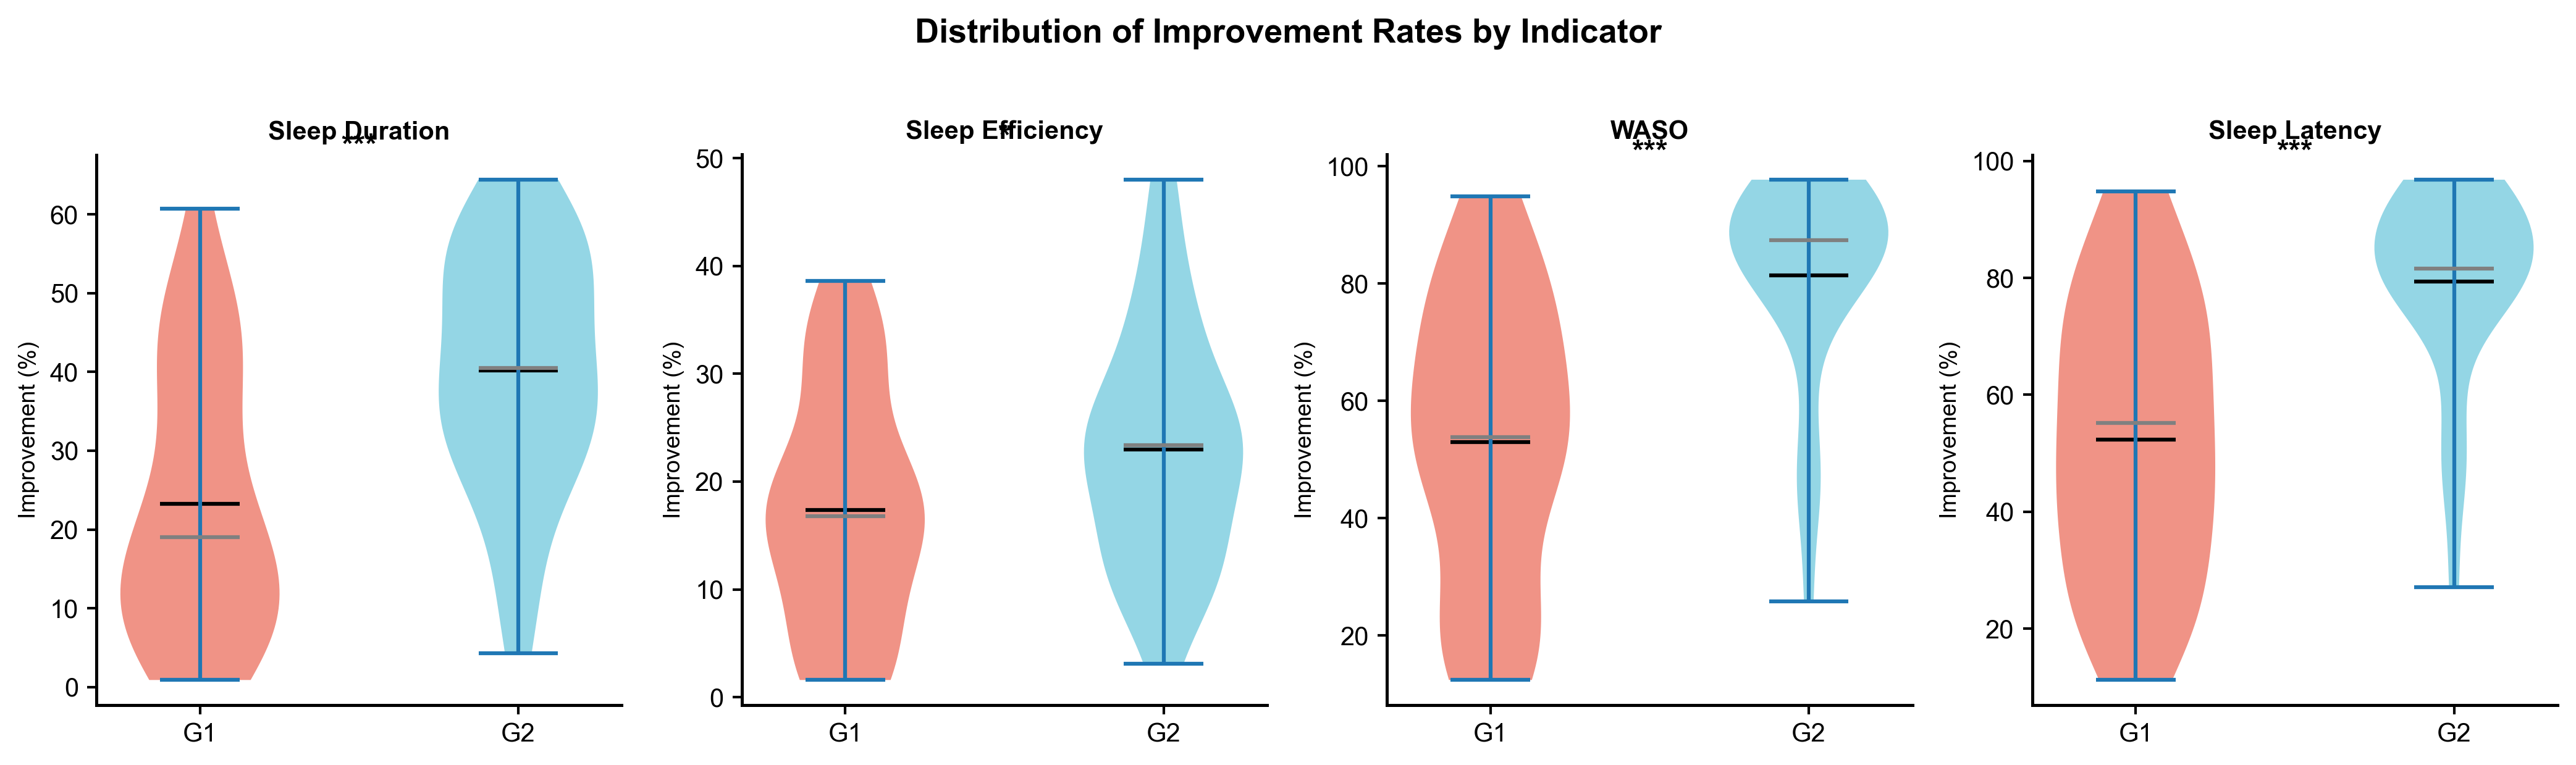 Distribution of Improvement Rates by Indicator
Sleep Duration
***
Improvement (%)
60
50
40
30
20
10
0
G1 G2
Sleep Efficiency
*
Improvement (%)
50
40
30
20
10
0
G1 G2
WASO
***
Improvement (%)
100
80
60
40
20
G1 G2
Sleep Latency
***
Improvement (%)
100
80
60
40
20
G1 G2